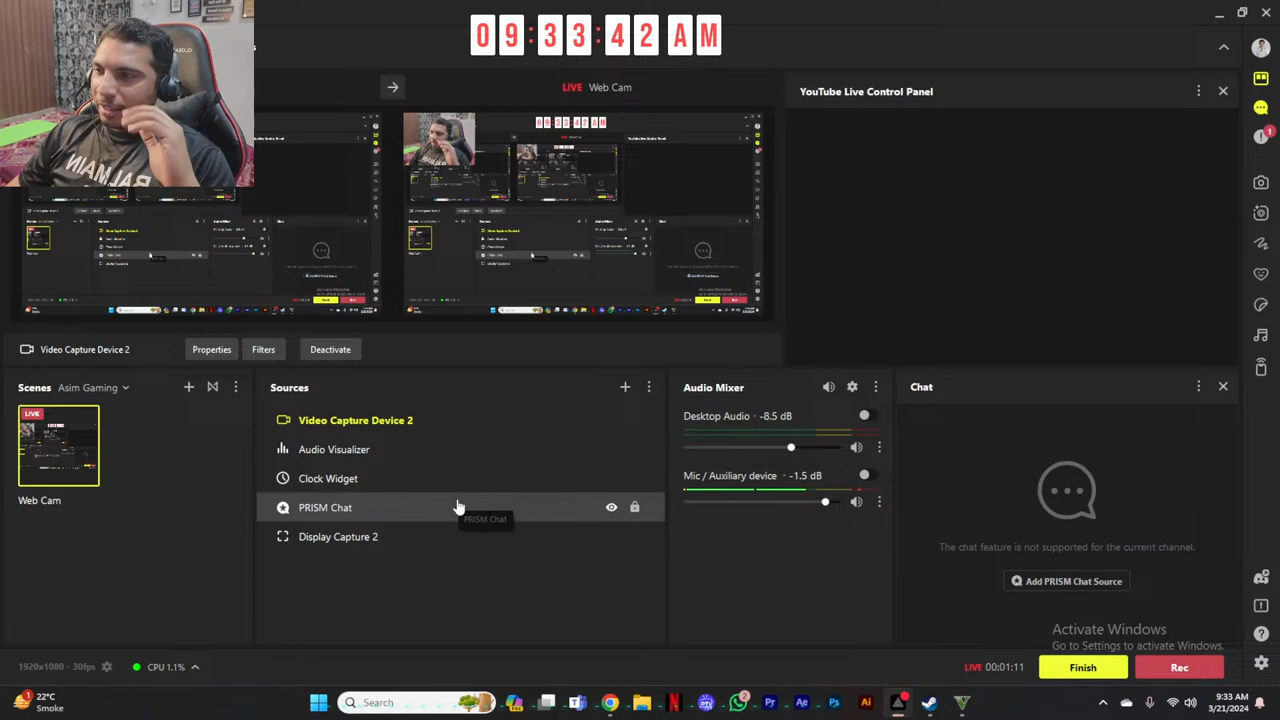 09:33:42 AM
LIVE Web Cam
YouTube Live Control Panel
BALMAIN
Video Capture Device 2
Properties
Filters
Deactivate
Scenes Asim Gaming
LIVE
Web Cam
Sources
Video Capture Device 2
Audio Visualizer
Clock Widget
PRISM Chat
PRISM Chat
Display Capture 2
Audio Mixer
Desktop Audio · -8.5 dB
Mic / Auxiliary device · -1.5 dB
Chat
The chat feature is not supported for the current channel.
Add PRISM Chat Source
Activate Windows
Go to Settings to activate Windows.
1920x1080 · 30fps
CPU 1.1%
LIVE 00:01:11
Finish
Rec
1
22°C
Smoke
Search
2
9:33 AM
3/21/2024